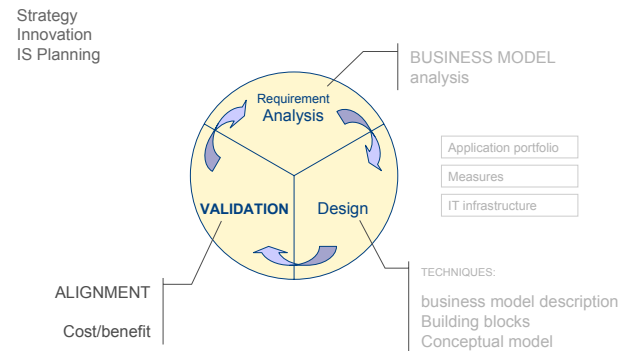 Strategy
Innovation
IS Planning
BUSINESS MODEL
analysis
Requirement
Analysis
Application portfolio
Measures
IT infrastructure
VALIDATION
Design
TECHNIQUES:
business model description
Building blocks
Conceptual model
ALIGNMENT
Cost/benefit